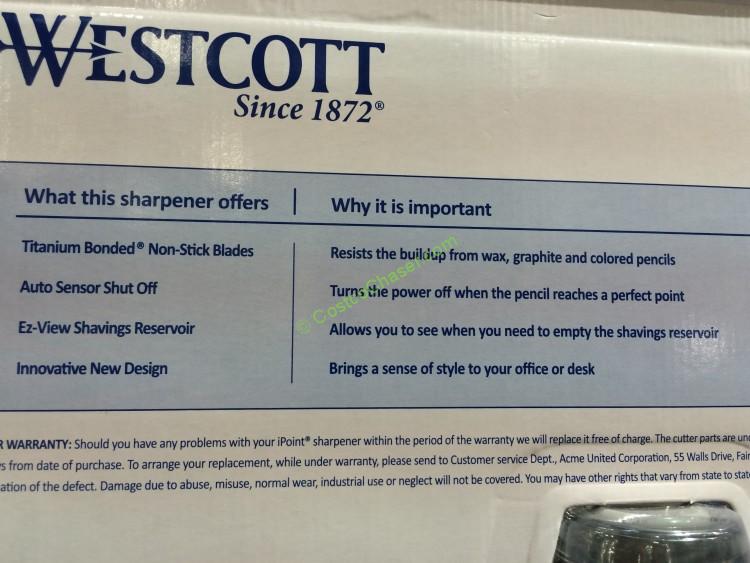 WESTCOTT
Since 1872®
What this sharpener offers | Why it is important
Titanium Bonded® Non-Stick Blades Resists the buildup from wax, graphite and colored pencils
Auto Sensor Shut Off Turns the power off when the pencil reaches a perfect point
Ez-View Shavings Reservoir Allows you to see when you need to empty the shavings reservoir
Innovative New Design Brings a sense of style to your office or desk
© CostcoChaser.com
R WARRANTY: Should you have any problems with your iPoint® sharpener within the period of the warranty we will replace it free of charge. The cutter parts are un
s from date of purchase. To arrange your replacement, while under warranty, please send to Customer service Dept., Acme United Corporation, 55 Walls Drive, Fair
ation of the defect. Damage due to abuse, misuse, normal wear, industrial use or neglect will not be covered. You may have other rights that vary from state to stat